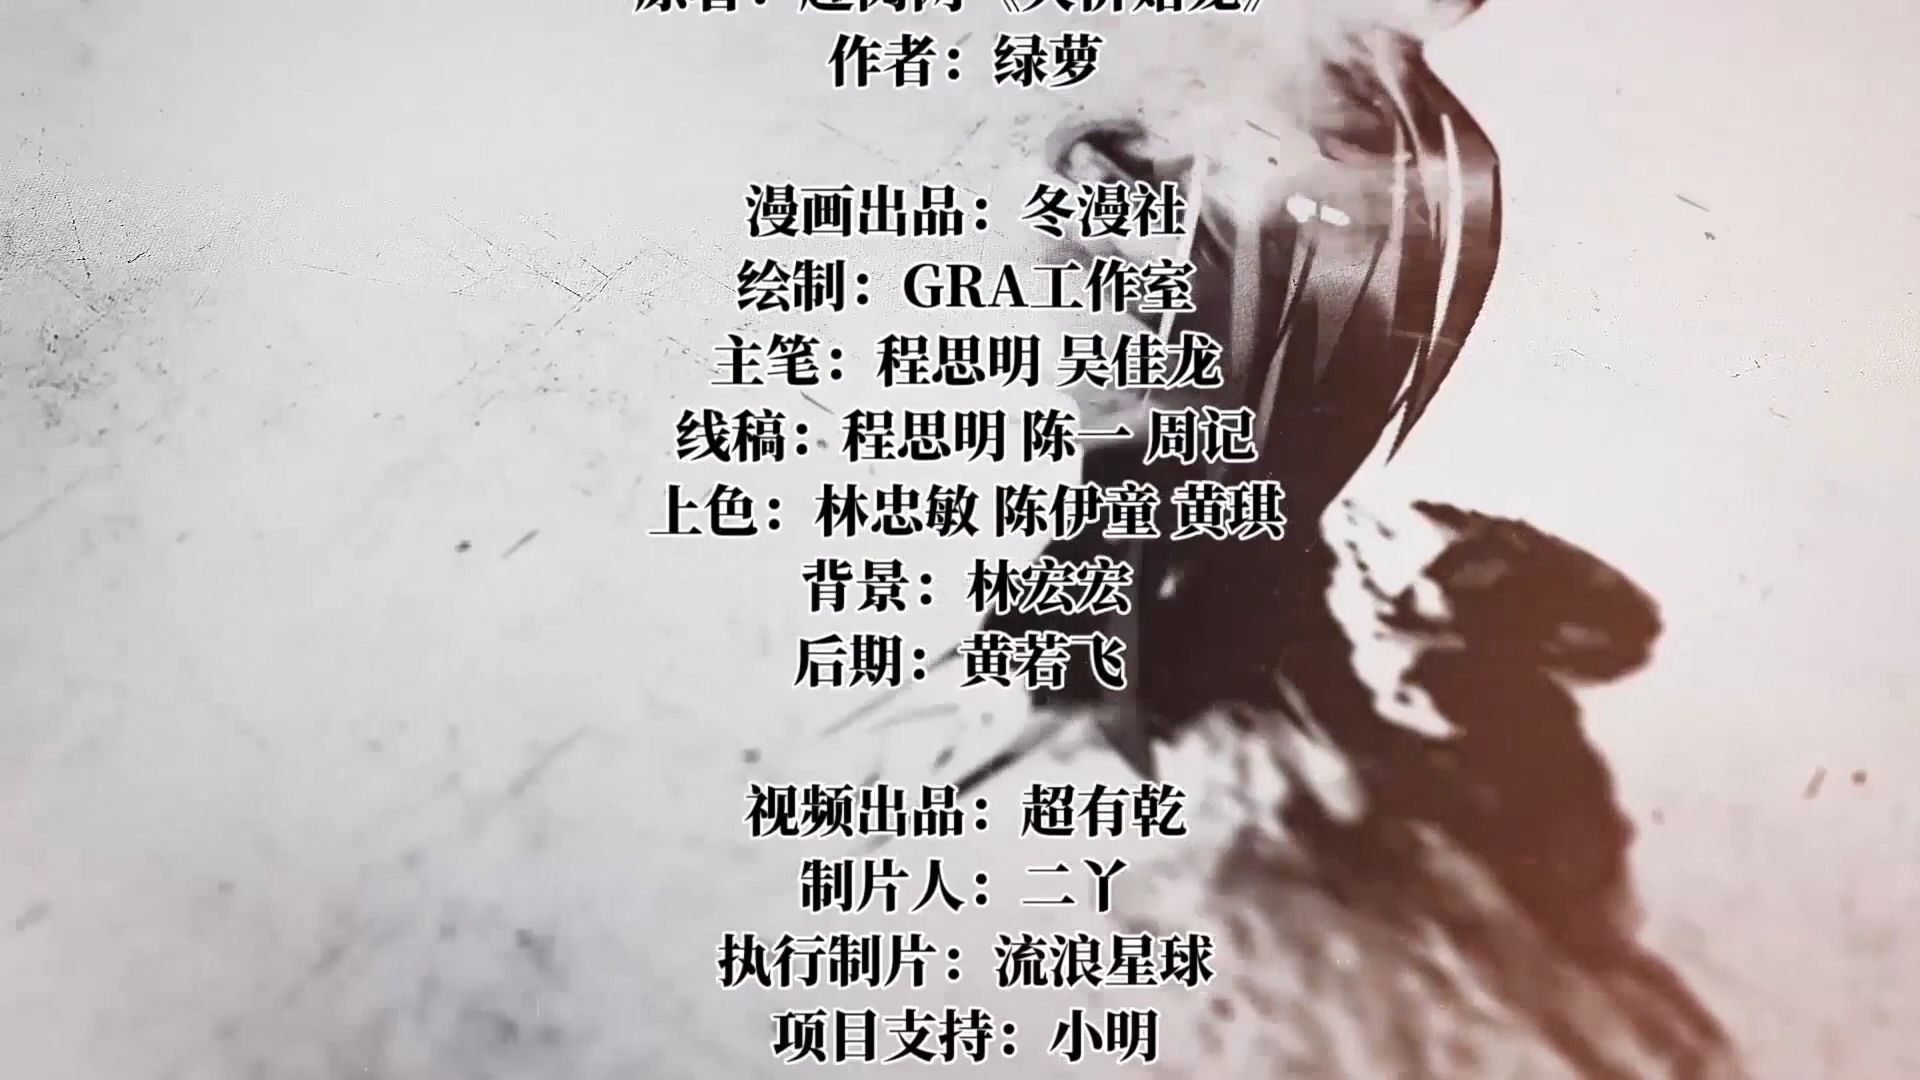 作者：绿萝
漫画出品：冬漫社
绘制：GRA工作室
主笔：程思明 吴佳龙
线稿：程思明 陈一 周记
上色：林忠敏 陈伊童 黄琪
背景：林宏宏
后期：黄若飞
视频出品：超有乾
制片人：二丫
执行制片：流浪星球
项目支持：小明